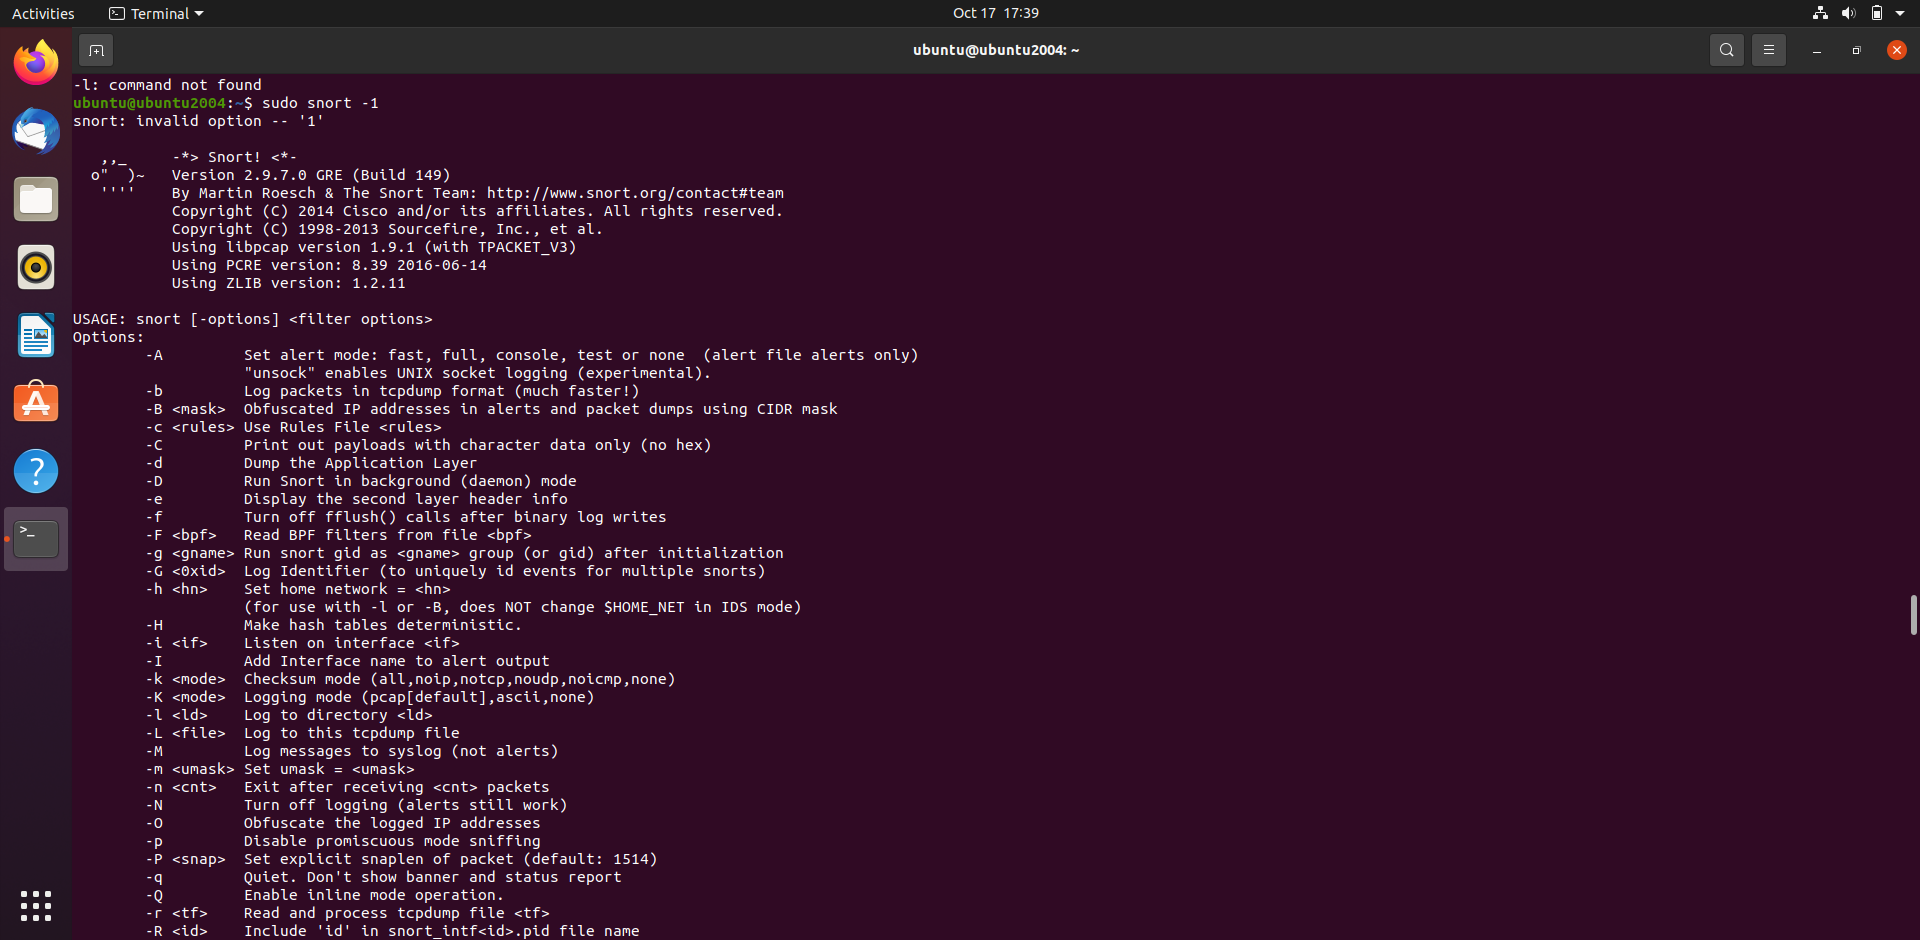 Activities
Terminal
Oct 17 17:39
ubuntu@ubuntu2004: ~
-l: command not found
ubuntu@ubuntu2004:~$ sudo snort -1
snort: invalid option -- '1'
,,_ -*> Snort! <*-
o" )~ Version 2.9.7.0 GRE (Build 149)
'''' By Martin Roesch & The Snort Team: http://www.snort.org/contact#team
Copyright (C) 2014 Cisco and/or its affiliates. All rights reserved.
Copyright (C) 1998-2013 Sourcefire, Inc., et al.
Using libpcap version 1.9.1 (with TPACKET_V3)
Using PCRE version: 8.39 2016-06-14
Using ZLIB version: 1.2.11
USAGE: snort [-options] <filter options>
Options:
-A Set alert mode: fast, full, console, test or none (alert file alerts only)
"unsock" enables UNIX socket logging (experimental).
-b Log packets in tcpdump format (much faster!)
-B <mask> Obfuscated IP addresses in alerts and packet dumps using CIDR mask
-c <rules> Use Rules File <rules>
-C Print out payloads with character data only (no hex)
-d Dump the Application Layer
-D Run Snort in background (daemon) mode
-e Display the second layer header info
-f Turn off fflush() calls after binary log writes
-F <bpf> Read BPF filters from file <bpf>
-g <gname> Run snort gid as <gname> group (or gid) after initialization
-G <0xid> Log Identifier (to uniquely id events for multiple snorts)
-h <hn> Set home network = <hn>
(for use with -l or -B, does NOT change $HOME_NET in IDS mode)
-H Make hash tables deterministic.
-i <if> Listen on interface <if>
-I Add Interface name to alert output
-k <mode> Checksum mode (all,noip,notcp,noudp,noicmp,none)
-K <mode> Logging mode (pcap[default],ascii,none)
-l <ld> Log to directory <ld>
-L <file> Log to this tcpdump file
-M Log messages to syslog (not alerts)
-m <umask> Set umask = <umask>
-n <cnt> Exit after receiving <cnt> packets
-N Turn off logging (alerts still work)
-O Obfuscate the logged IP addresses
-p Disable promiscuous mode sniffing
-P <snap> Set explicit snaplen of packet (default: 1514)
-q Quiet. Don't show banner and status report
-Q Enable inline mode operation.
-r <tf> Read and process tcpdump file <tf>
-R <id> Include 'id' in snort_intf<id>.pid file name